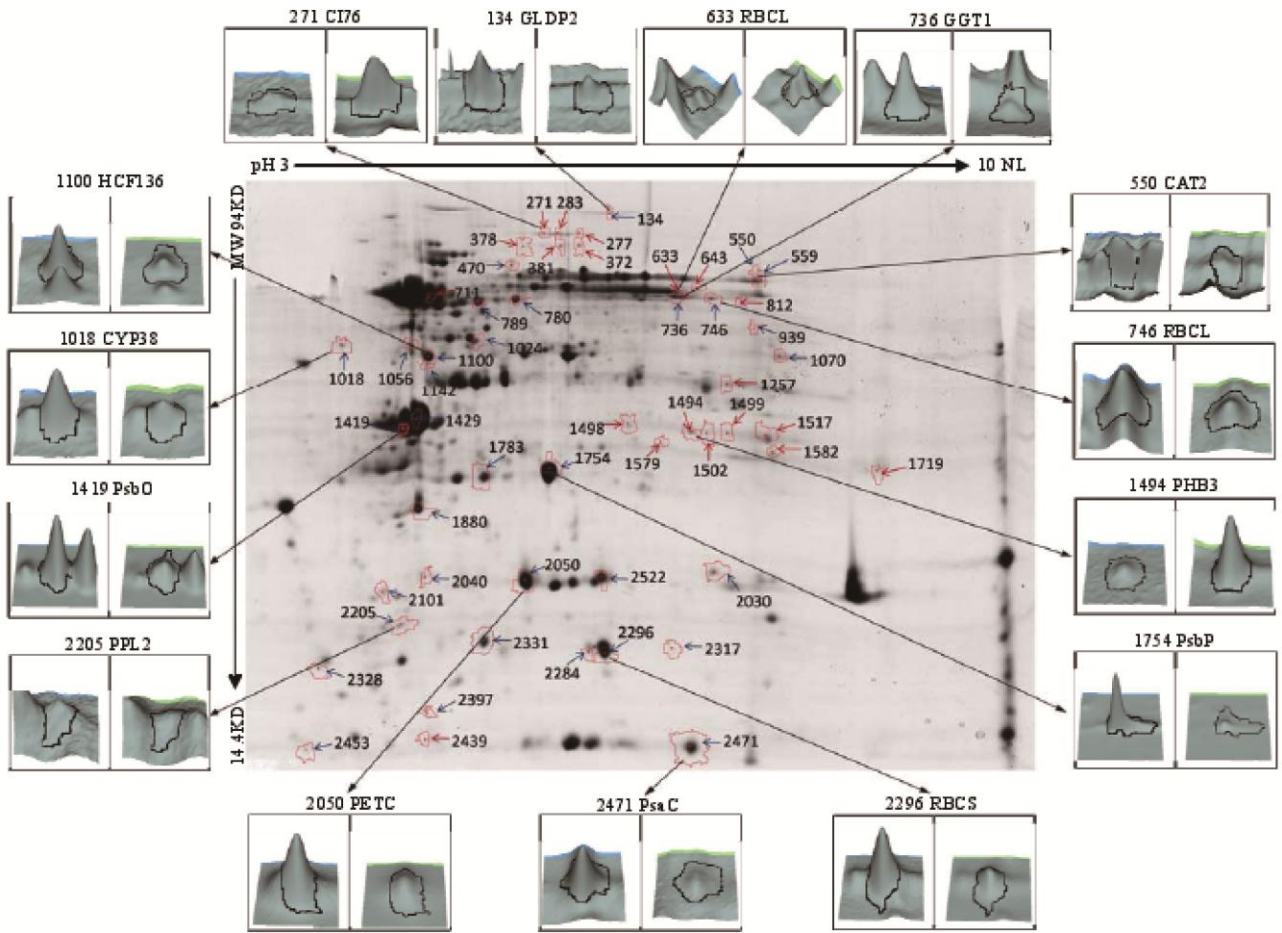 271 CI76
134 GLDP2
633 RBCL
736 GGT1
pH 3
10 NL
1100 HCF136
550 CAT2
MW 94KD
271
283
134
378
277
550
470
381
372
633
643
559
711
789
780
736
746
812
939
1018 CYP38
746 RBCL
1024
1018
1056
1100
1070
1142
1257
1419
1429
1498
1494
1499
1517
1579
1502
1582
1783
1754
1719
1419 PsbO
1494 PHB3
1880
2050
2522
2040
2101
2030
2205
2205 PPL2
2331
2296
2317
1754 PsbP
2284
2328
2397
14.4KD
2453
2439
2471
2050 PETC
2471 PsaC
2296 RBCS